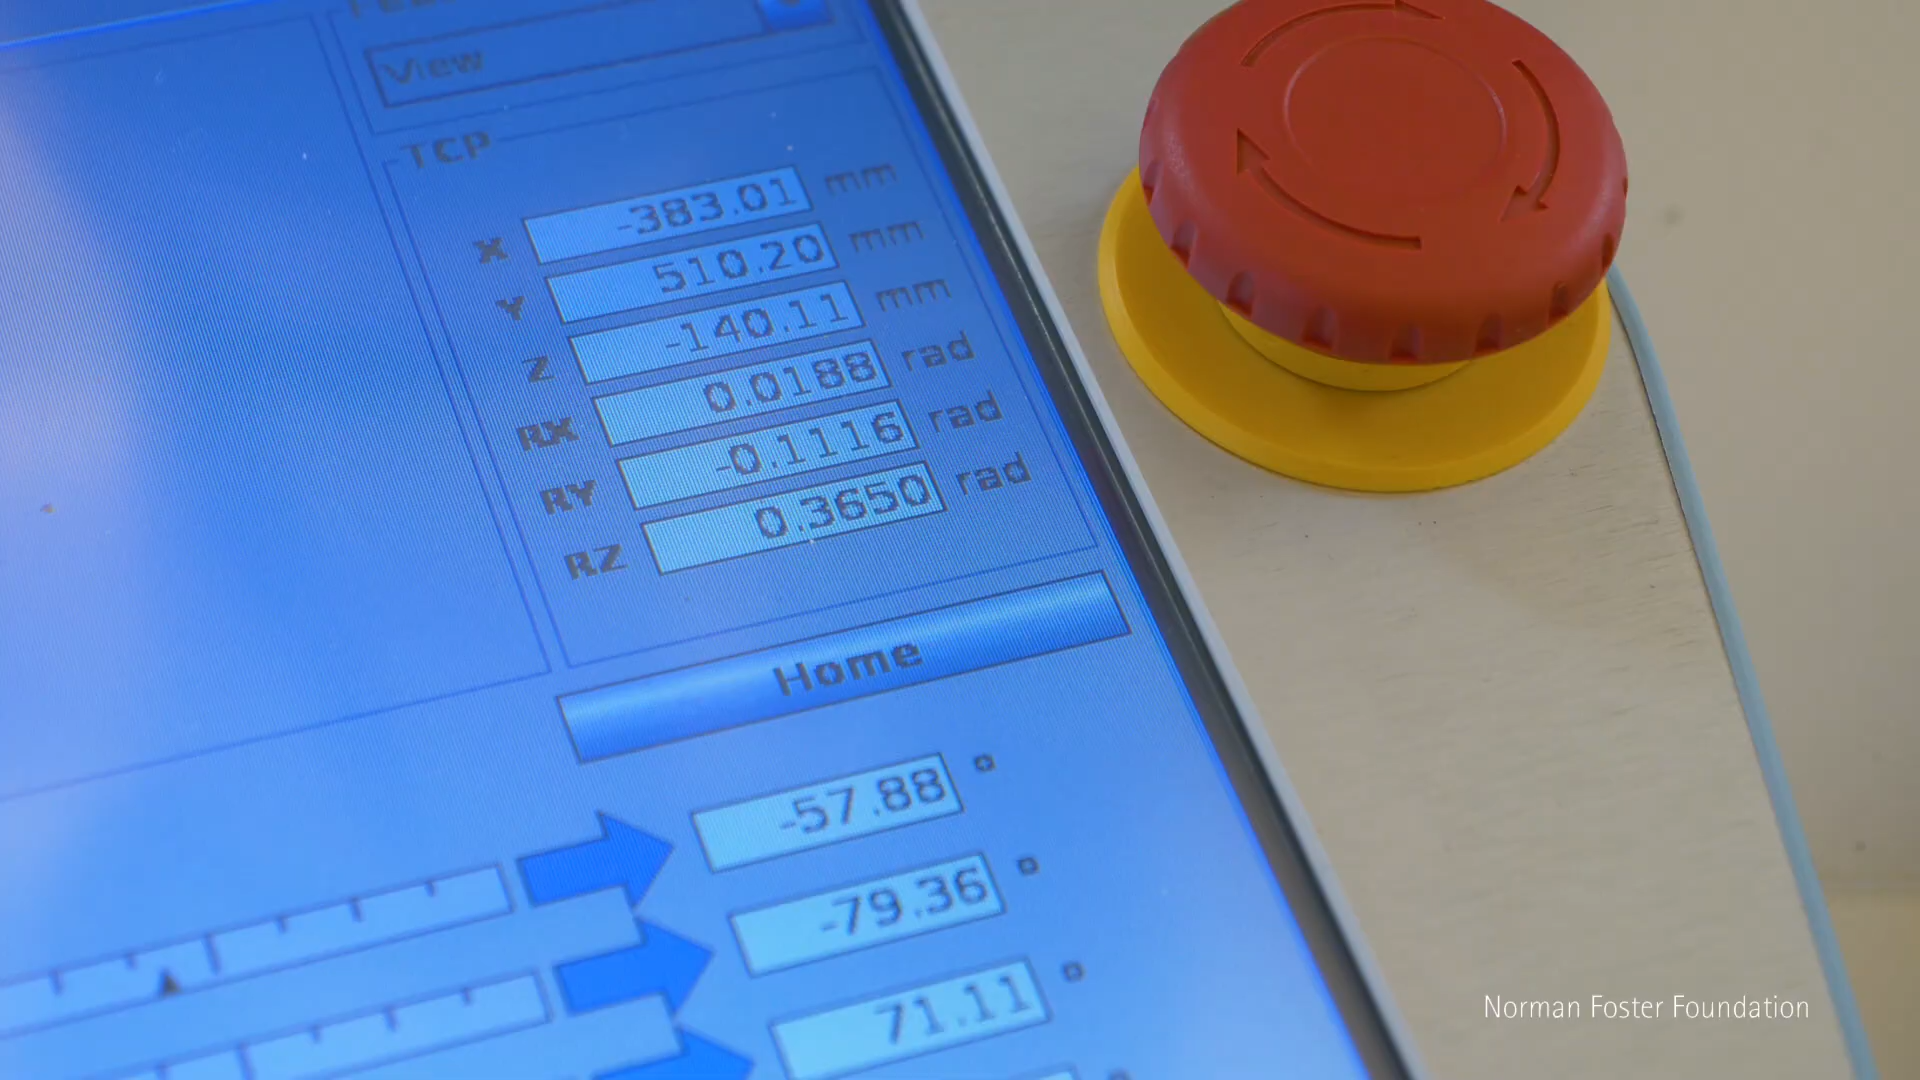 View
TCP
X -383.01 mm
Y 510.20 mm
Z -140.11 mm
RX 0.0188 rad
RY -0.1116 rad
RZ 0.3650 rad
Home
-57.88 °
-79.36 °
71.11 °
Norman Foster Foundation